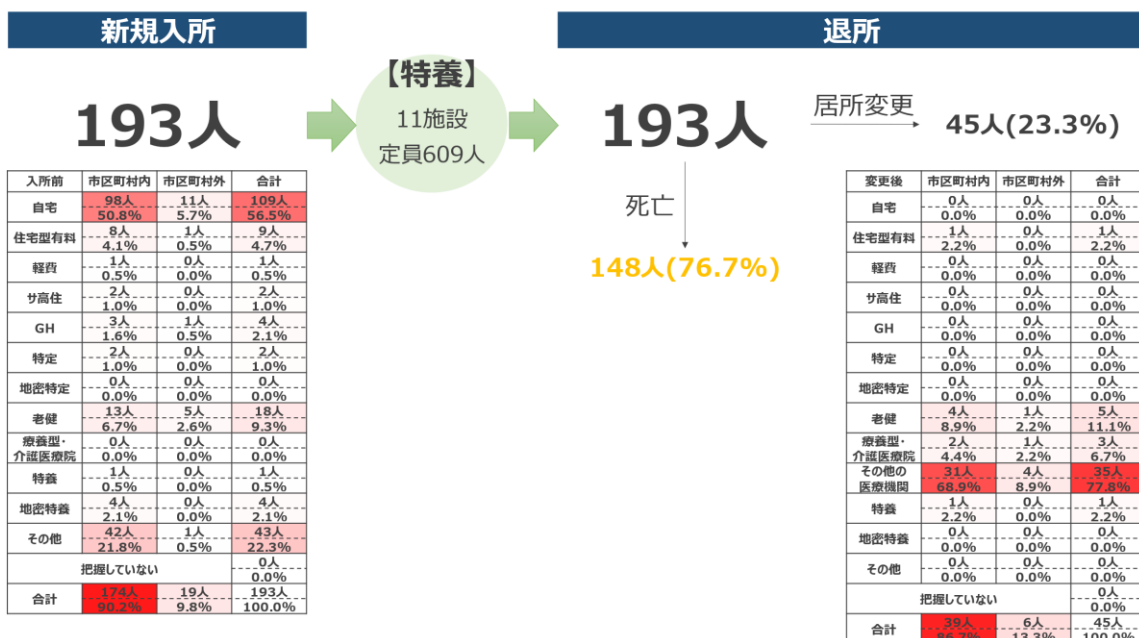 新規入所
退所
【特養】
11施設
定員609人
193人
193人
居所変更
45人(23.3%)
死亡
148人(76.7%)
入所前 市区町村内 市区町村外 合計
自宅 98人 11人 109人
50.8% 5.7% 56.5%
住宅型有料 8人 1人 9人
4.1% 0.5% 4.7%
軽費 1人 0人 1人
0.5% 0.0% 0.5%
サ高住 2人 0人 2人
1.0% 0.0% 1.0%
GH 3人 1人 4人
1.6% 0.5% 2.1%
特定 2人 0人 2人
1.0% 0.0% 1.0%
地密特定 0人 0人 0人
0.0% 0.0% 0.0%
老健 13人 5人 18人
6.7% 2.6% 9.3%
療養型・
介護医療院 0人 0人 0人
0.0% 0.0% 0.0%
特養 1人 0人 1人
0.5% 0.0% 0.5%
地密特養 4人 0人 4人
2.1% 0.0% 2.1%
その他 42人 1人 43人
21.8% 0.5% 22.3%
把握していない 0人
0.0%
合計 174人 19人 193人
90.2% 9.8% 100.0%
変更後 市区町村内 市区町村外 合計
自宅 0人 0人 0人
0.0% 0.0% 0.0%
住宅型有料 1人 0人 1人
2.2% 0.0% 2.2%
軽費 0人 0人 0人
0.0% 0.0% 0.0%
サ高住 0人 0人 0人
0.0% 0.0% 0.0%
GH 0人 0人 0人
0.0% 0.0% 0.0%
特定 0人 0人 0人
0.0% 0.0% 0.0%
地密特定 0人 0人 0人
0.0% 0.0% 0.0%
老健 4人 1人 5人
8.9% 2.2% 11.1%
療養型・
介護医療院 2人 1人 3人
4.4% 2.2% 6.7%
その他の
医療機関 31人 4人 35人
68.9% 8.9% 77.8%
特養 1人 0人 1人
2.2% 0.0% 2.2%
地密特養 0人 0人 0人
0.0% 0.0% 0.0%
その他 0人 0人 0人
0.0% 0.0% 0.0%
把握していない 0人
0.0%
合計 39人 6人 45人
86.7% 13.3% 100.0%